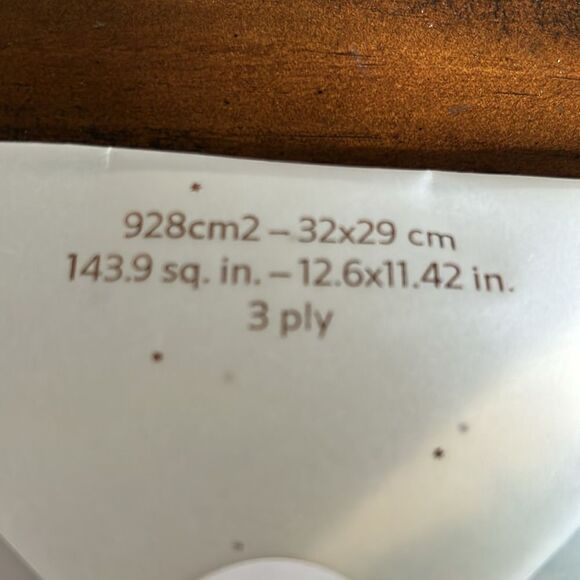 928cm2 – 32x29 cm
143.9 sq. in. – 12.6x11.42 in.
3 ply